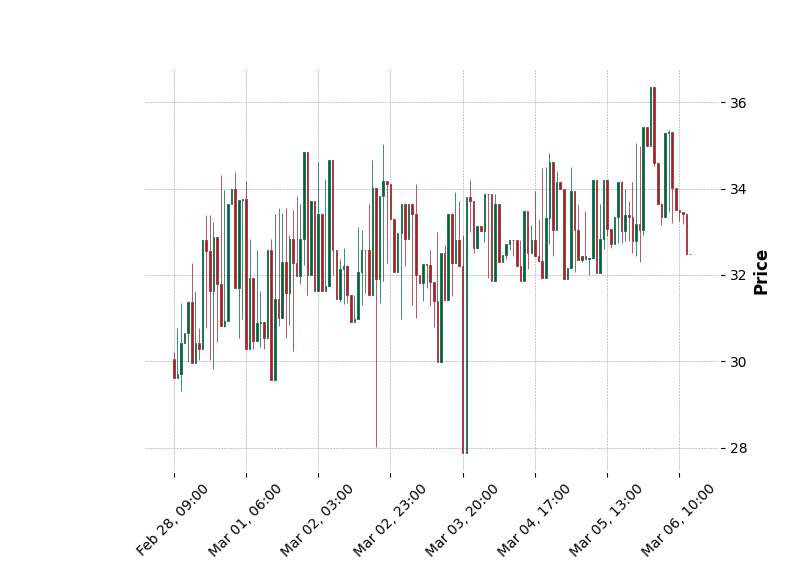 36
34
32
30
28
Price
Feb 28, 09:00
Mar 01, 06:00
Mar 02, 03:00
Mar 02, 23:00
Mar 03, 20:00
Mar 04, 17:00
Mar 05, 13:00
Mar 06, 10:00